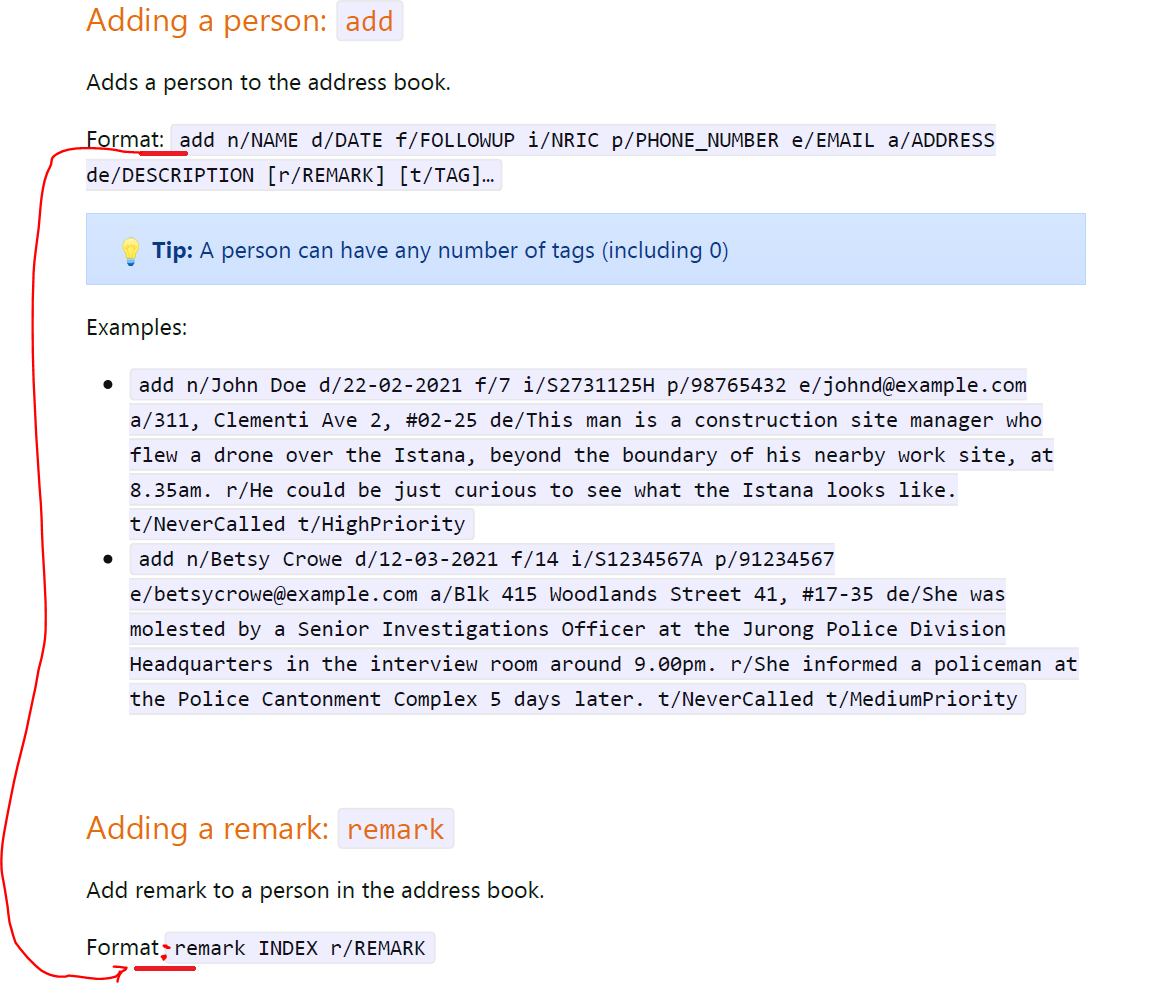 Adding a person: add
Adds a person to the address book.
Format: add n/NAME d/DATE f/FOLLOWUP i/NRIC p/PHONE_NUMBER e/EMAIL a/ADDRESS
de/DESCRIPTION [r/REMARK] [t/TAG]…
💡 Tip: A person can have any number of tags (including 0)
Examples:
• add n/John Doe d/22-02-2021 f/7 i/S2731125H p/98765432 e/johnd@example.com
a/311, Clementi Ave 2, #02-25 de/This man is a construction site manager who
flew a drone over the Istana, beyond the boundary of his nearby work site, at
8.35am. r/He could be just curious to see what the Istana looks like.
t/NeverCalled t/HighPriority
• add n/Betsy Crowe d/12-03-2021 f/14 i/S1234567A p/91234567
e/betsycrowe@example.com a/Blk 415 Woodlands Street 41, #17-35 de/She was
molested by a Senior Investigations Officer at the Jurong Police Division
Headquarters in the interview room around 9.00pm. r/She informed a policeman at
the Police Cantonment Complex 5 days later. t/NeverCalled t/MediumPriority
Adding a remark: remark
Add remark to a person in the address book.
Format: remark INDEX r/REMARK